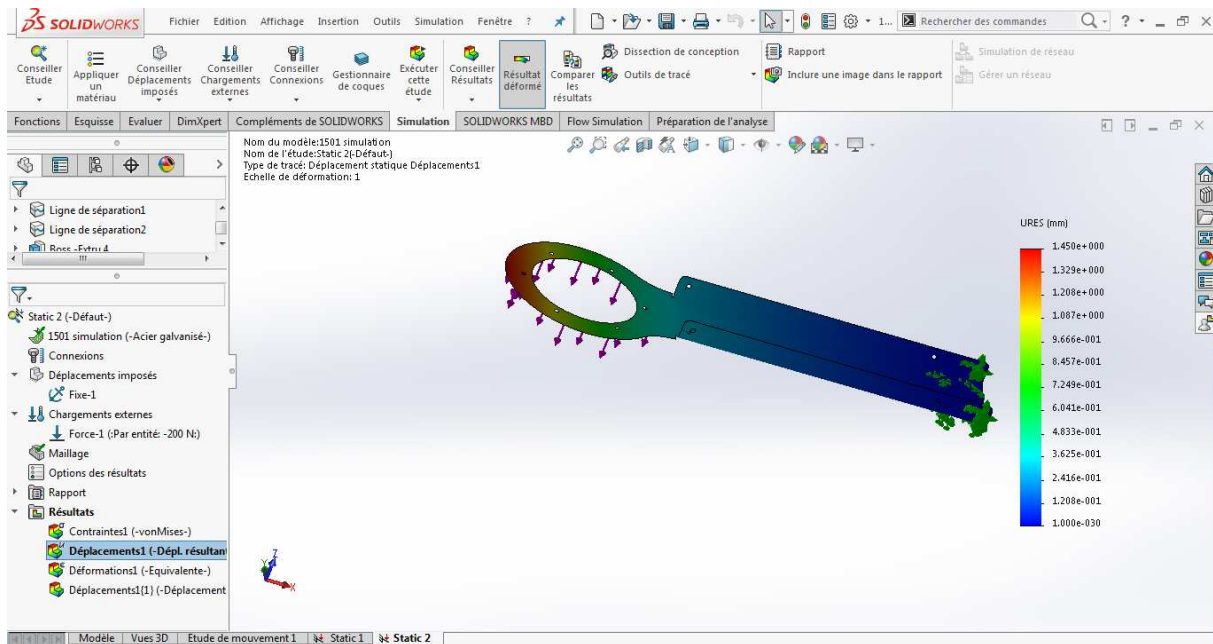 SOLIDWORKS Fichier Edition Affichage Insertion Outils Simulation Fenêtre ? 1... Rechercher des commandes ?
Conseiller Etude
Appliquer un matériau
Conseiller Déplacements imposés
Conseiller Chargements externes
Conseiller Connexions
Gestionnaire de coques
Exécuter cette étude
Conseiller Résultats
Résultat déformé
Comparer les résultats
Dissection de conception
Outils de tracé
Rapport
Inclure une image dans le rapport
Simulation de réseau
Gérer un réseau
Fonctions Esquisse Evaluer DimXpert Compléments de SOLIDWORKS Simulation SOLIDWORKS MBD Flow Simulation Préparation de l'analyse
Nom du modèle:1501 simulation
Nom de l'étude:Static 2(-Défaut-)
Type de tracé: Déplacement statique Déplacements1
Echelle de déformation: 1
Ligne de séparation1
Ligne de séparation2
Boss.-Extru.4
Static 2 (-Défaut-)
1501 simulation (-Acier galvanisé-)
Connexions
Déplacements imposés
Fixe-1
Chargements externes
Force-1 (:Par entité: -200 N:)
Maillage
Options des résultats
Rapport
Résultats
Contraintes1 (-vonMises-)
Déplacements1 (-Dépl. résultant
Déformations1 (-Equivalente-)
Déplacements1{1} (-Déplacement
URES (mm)
1.450e+000
1.329e+000
1.208e+000
1.087e+000
9.666e-001
8.457e-001
7.249e-001
6.041e-001
4.833e-001
3.625e-001
2.416e-001
1.208e-001
1.000e-030
Z
Y
X
Modèle Vues 3D Etude de mouvement 1 Static 1 Static 2